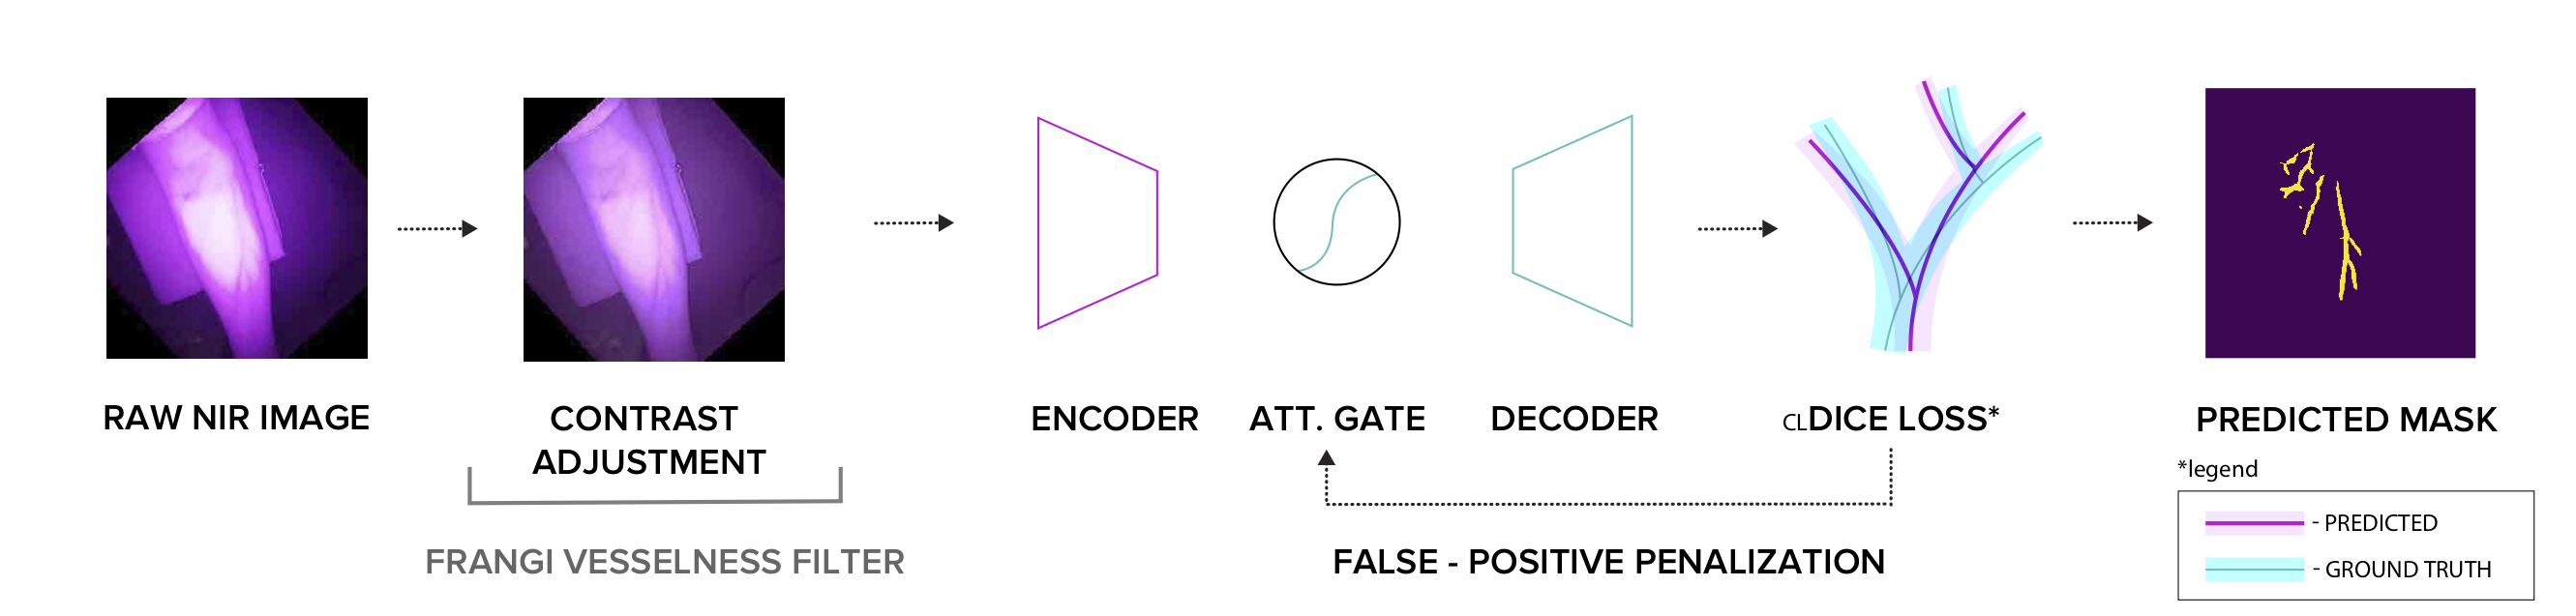 RAW NIR IMAGE
CONTRAST
ADJUSTMENT
FRANGI VESSELNESS FILTER
ENCODER
ATT. GATE
DECODER
CLDICE LOSS*
FALSE - POSITIVE PENALIZATION
PREDICTED MASK
*legend
- PREDICTED
- GROUND TRUTH